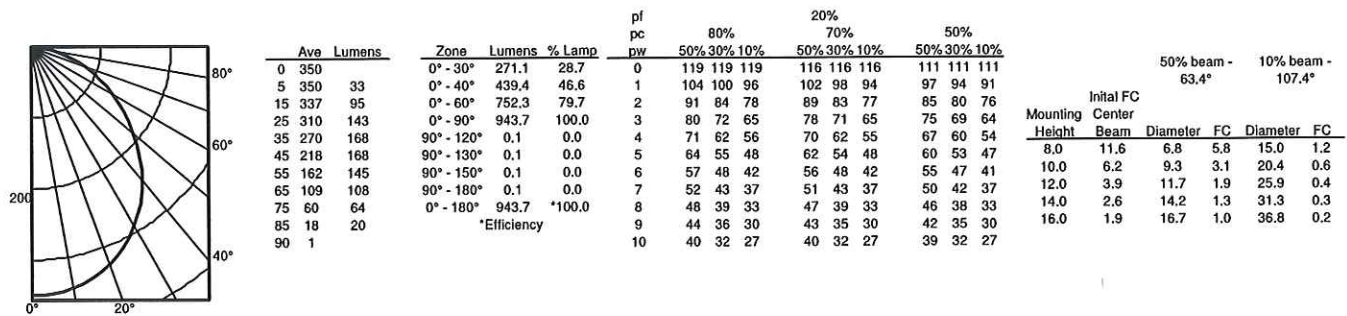 80°
60°
200
40°
0° 20°
Ave Lumens
0 350
5 350 33
15 337 95
25 310 143
35 270 168
45 218 168
55 162 145
65 109 108
75 60 64
85 18 20
90 1
Zone Lumens % Lamp
0° - 30° 271.1 28.7
0° - 40° 439.4 46.6
0° - 60° 752.3 79.7
0° - 90° 943.7 100.0
90° - 120° 0.1 0.0
90° - 130° 0.1 0.0
90° - 150° 0.1 0.0
90° - 180° 0.1 0.0
0° - 180° 943.7 *100.0
*Efficiency
pf 20%
pc 80% 70% 50%
pw 50% 30% 10% 50% 30% 10% 50% 30% 10%
0 119 119 119 116 116 116 111 111 111
1 104 100 96 102 98 94 97 94 91
2 91 84 78 89 83 77 85 80 76
3 80 72 65 78 71 65 75 69 64
4 71 62 56 70 62 55 67 60 54
5 64 55 48 62 54 48 60 53 47
6 57 48 42 56 48 42 55 47 41
7 52 43 37 51 43 37 50 42 37
8 48 39 33 47 39 33 46 38 33
9 44 36 30 43 35 30 42 35 30
10 40 32 27 40 32 27 39 32 27
50% beam - 10% beam -
63.4° 107.4°
Inital FC
Mounting Center
Height Beam Diameter FC Diameter FC
8.0 11.6 6.8 5.8 15.0 1.2
10.0 6.2 9.3 3.1 20.4 0.6
12.0 3.9 11.7 1.9 25.9 0.4
14.0 2.6 14.2 1.3 31.3 0.3
16.0 1.9 16.7 1.0 36.8 0.2